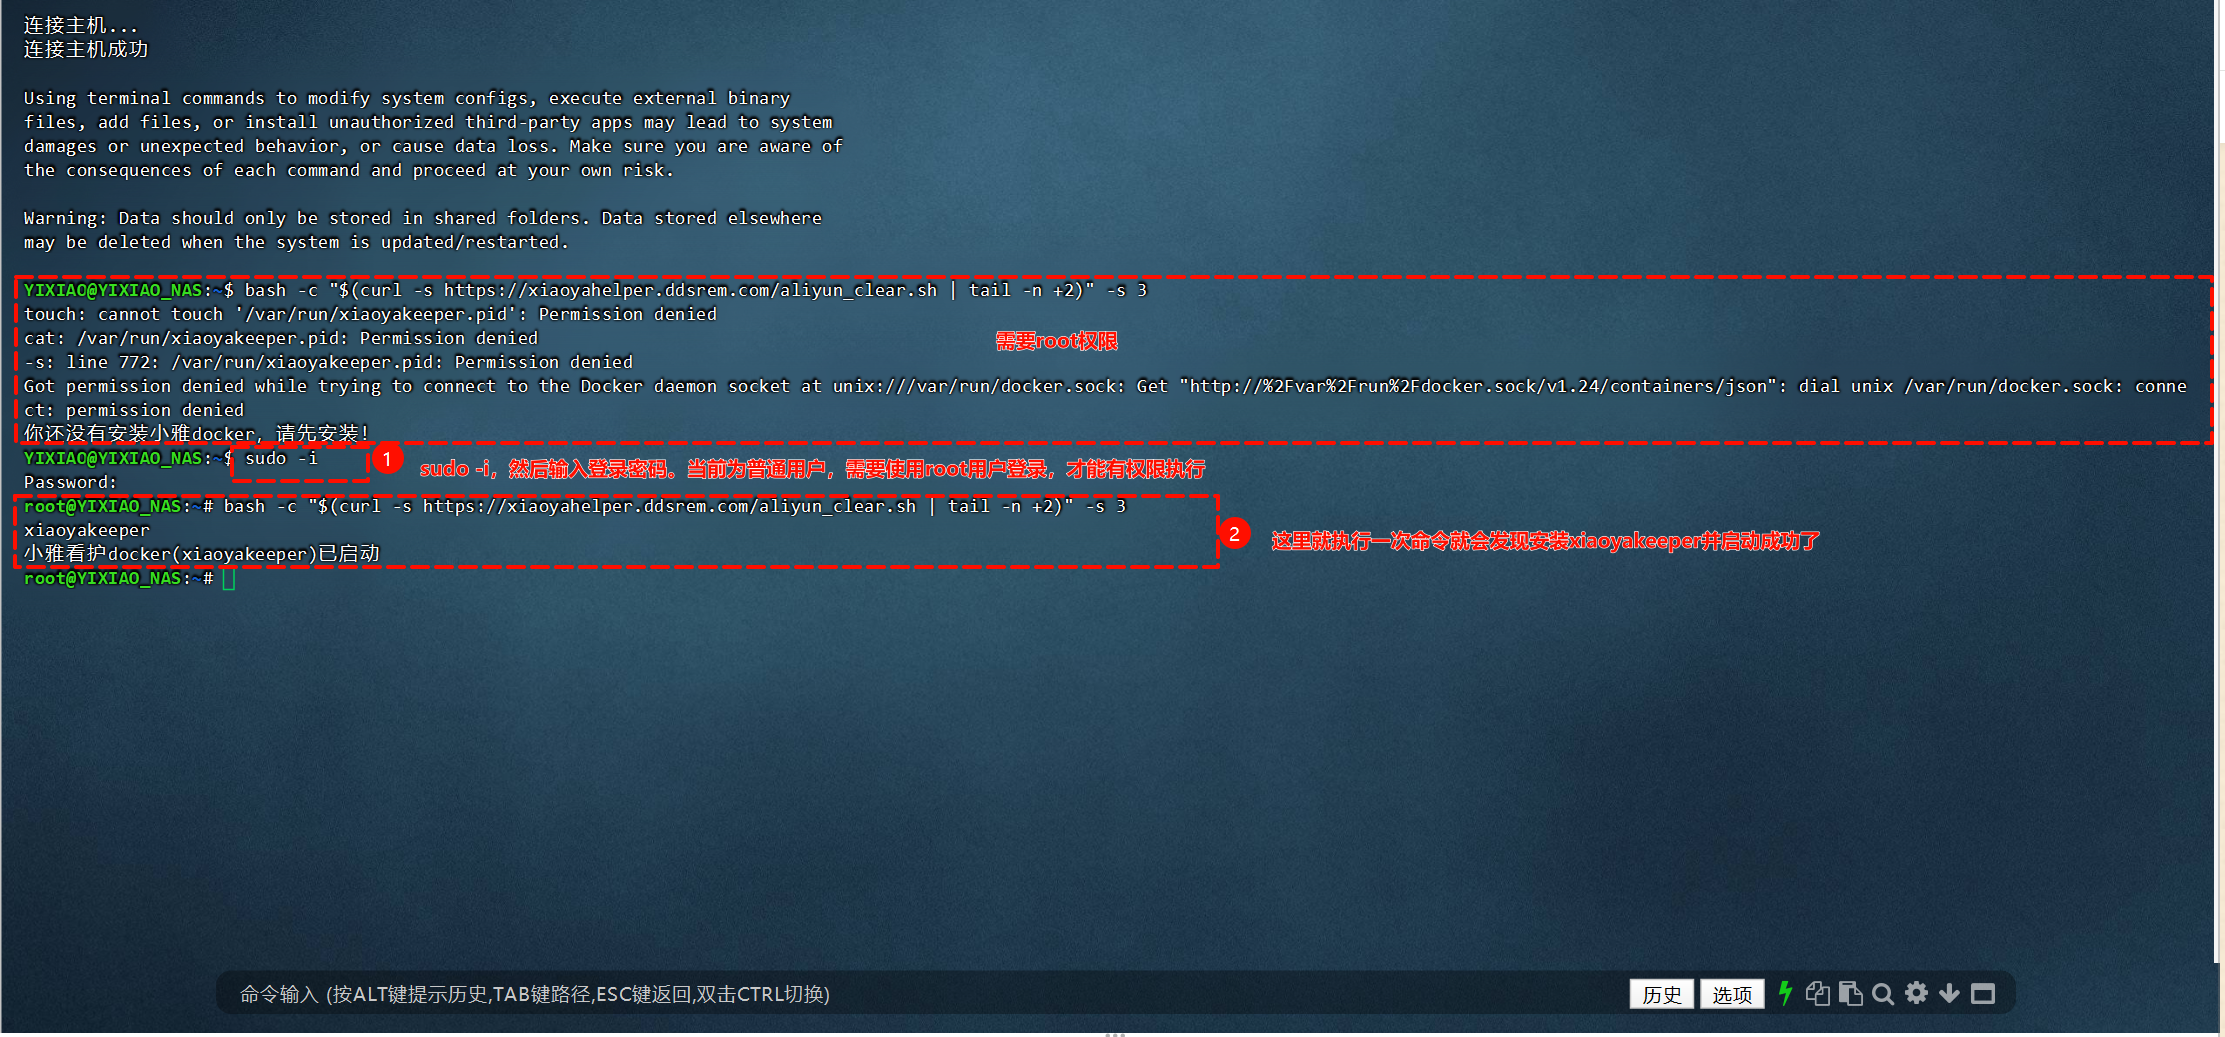 连接主机...
连接主机成功
Using terminal commands to modify system configs, execute external binary
files, add files, or install unauthorized third-party apps may lead to system
damages or unexpected behavior, or cause data loss. Make sure you are aware of
the consequences of each command and proceed at your own risk.
Warning: Data should only be stored in shared folders. Data stored elsewhere
may be deleted when the system is updated/restarted.
YIXIAO@YIXIAO_NAS:~$ bash -c "$(curl -s https://xiaoyahelper.ddsrem.com/aliyun_clear.sh | tail -n +2)" -s 3
touch: cannot touch '/var/run/xiaoyakeeper.pid': Permission denied
cat: /var/run/xiaoyakeeper.pid: Permission denied
需要root权限
-s: line 772: /var/run/xiaoyakeeper.pid: Permission denied
Got permission denied while trying to connect to the Docker daemon socket at unix:///var/run/docker.sock: Get "http://%2Fvar%2Frun%2Fdocker.sock/v1.24/containers/json": dial unix /var/run/docker.sock: conne
ct: permission denied
你还没有安装小雅docker，请先安装！
YIXIAO@YIXIAO_NAS:~$ sudo -i
1 sudo -i，然后输入登录密码。当前为普通用户，需要使用root用户登录，才能有权限执行
Password:
root@YIXIAO_NAS:~# bash -c "$(curl -s https://xiaoyahelper.ddsrem.com/aliyun_clear.sh | tail -n +2)" -s 3
xiaoyakeeper
2 这里就执行一次命令就会发现安装xiaoyakeeper并启动成功了
小雅看护docker(xiaoyakeeper)已启动
root@YIXIAO_NAS:~#
命令输入 (按ALT键提示历史,TAB键路径,ESC键返回,双击CTRL切换)
历史 选项